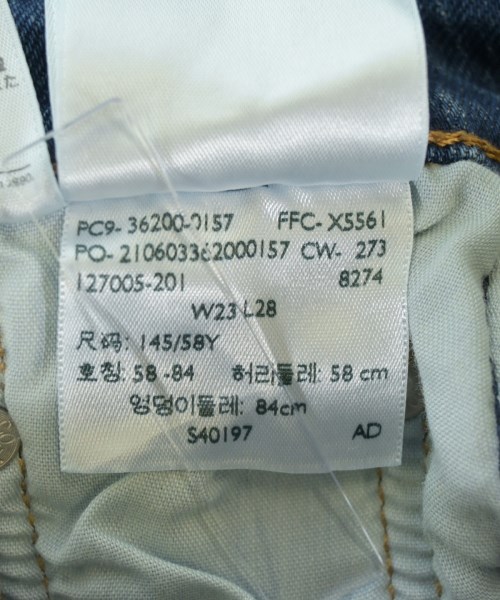 PC9- 36200-0157 FFC- X5561
PO- 210603362000157 CW- 273
127005-201 8274
W23 L28
尺码: 145/58Y
호칭: 58 -84 허리둘레: 58 cm
엉덩이둘레: 84cm
S40197 AD